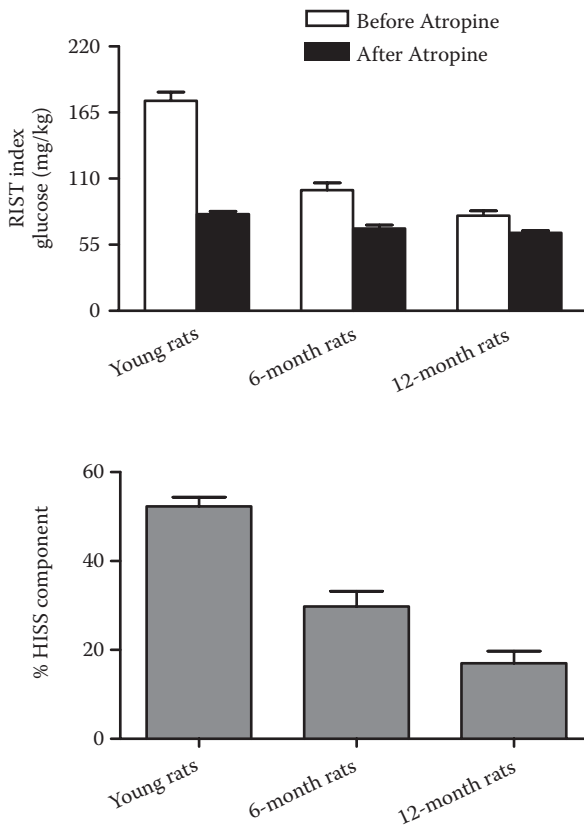 Before Atropine
After Atropine
220
165
110
55
0
RIST index
glucose (mg/kg)
Young rats
6-month rats
12-month rats
60
40
20
0
% HISS component
Young rats
6-month rats
12-month rats